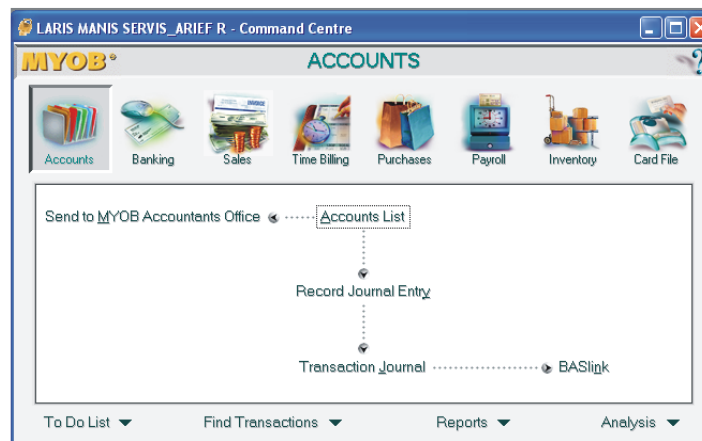 LARIS MANIS SERVIS_ARIEF R - Command Centre
MYOB ACCOUNTS ?
Accounts Banking Sales Time Billing Purchases Payroll Inventory Card File
Send to MYOB Accountants Office Accounts List
Record Journal Entry
Transaction Journal BASlink
To Do List Find Transactions Reports Analysis